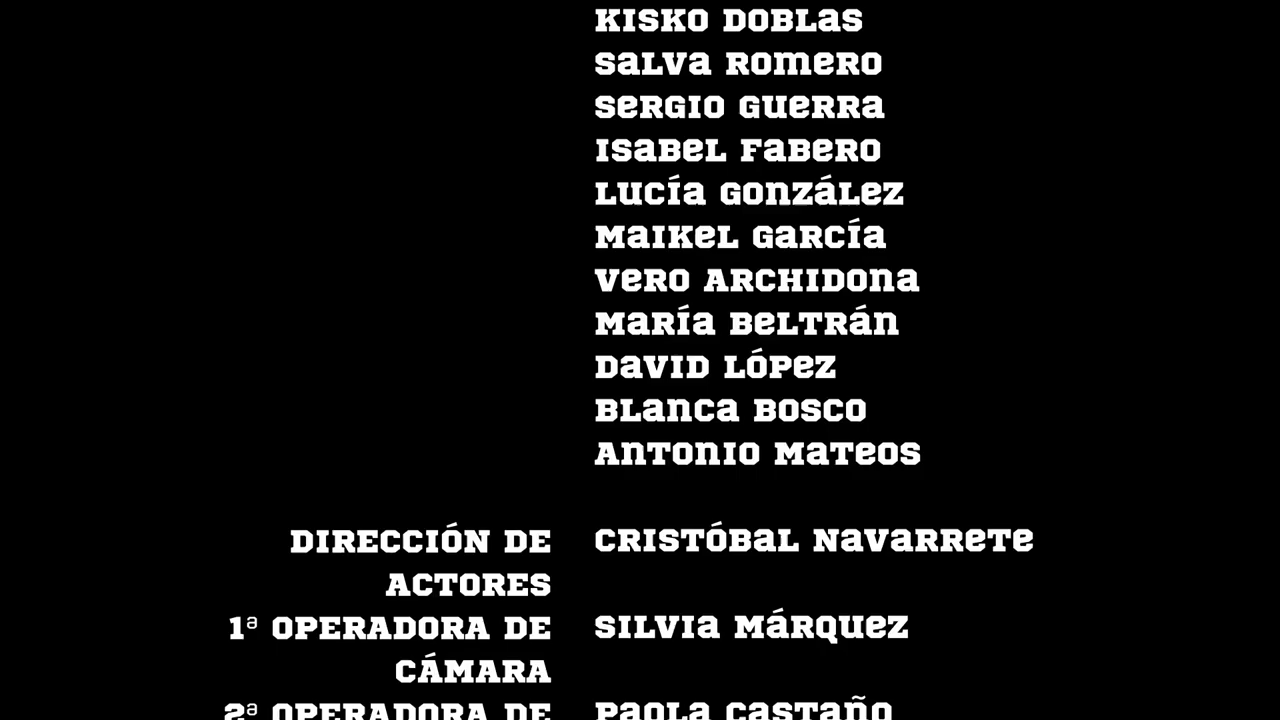 KISKO DOBLAS
SALVA ROMERO
SERGIO GUERRA
ISABEL FABERO
LUCÍA GONZÁLEZ
MAIKEL GARCÍA
VERO ARCHIDONA
MARÍA BELTRÁN
DAVID LÓPEZ
BLANCA BOSCO
ANTONIO MATEOS
DIRECCIÓN DE CRISTÓBAL NAVARRETE
ACTORES
1ª OPERADORA DE SILVIA MÁRQUEZ
CÁMARA
2ª OPERADORA DE PAOLA CASTAÑO